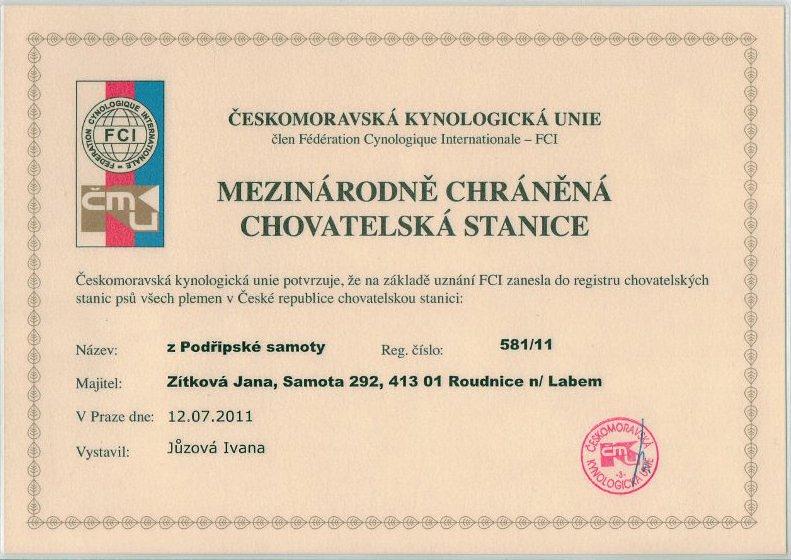 FEDERATION CYNOLOGIQUE INTERNATIONALE
FCI
ČMKU
ČESKOMORAVSKÁ KYNOLOGICKÁ UNIE
člen Fédération Cynologique Internationale – FCI
MEZINÁRODNĚ CHRÁNĚNÁ
CHOVATELSKÁ STANICE
Českomoravská kynologická unie potvrzuje, že na základě uznání FCI zanesla do registru chovatelských
stanic psů všech plemen v České republice chovatelskou stanici:
Název: z Podřipské samoty Reg. číslo: 581/11
Majitel: Zítková Jana, Samota 292, 413 01 Roudnice n/ Labem
V Praze dne: 12.07.2011
Vystavil: Jůzová Ivana
ČESKOMORAVSKÁ
ČMKU
-3-
KYNOLOGICKÁ UNIE